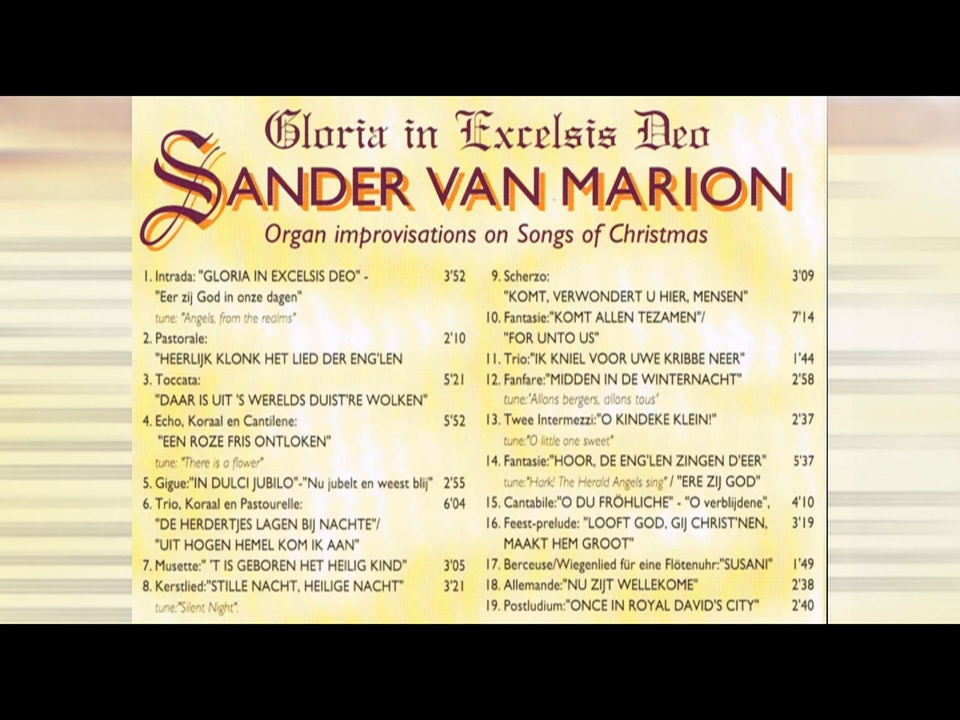 Gloria in Excelsis Deo
SANDER VAN MARION
Organ improvisations on Songs of Christmas
1. Intrada: "GLORIA IN EXCELSIS DEO" - 3'52
"Eer zij God in onze dagen"
tune: "Angels, from the realms"
2. Pastorale: 2'10
"HEERLIJK KLONK HET LIED DER ENG'LEN
3. Toccata: 5'21
"DAAR IS UIT 'S WERELDS DUIST'RE WOLKEN"
4. Echo, Koraal en Cantilene: 5'52
"EEN ROZE FRIS ONTLOKEN"
tune: "There is a flower"
5. Gigue:"IN DULCI JUBILO"-"Nu jubelt en weest blij" 2'55
6. Trio, Koraal en Pastourelle: 6'04
"DE HERDERTJES LAGEN BIJ NACHTE"/
"UIT HOGEN HEMEL KOM IK AAN"
7. Musette:" 'T IS GEBOREN HET HEILIG KIND" 3'05
8. Kerstlied:"STILLE NACHT, HEILIGE NACHT" 3'21
tune:"Silent Night".
9. Scherzo: 3'09
"KOMT, VERWONDERT U HIER, MENSEN"
10. Fantasie:"KOMT ALLEN TEZAMEN"/ 7'14
"FOR UNTO US"
11. Trio:"IK KNIEL VOOR UWE KRIBBE NEER" 1'44
12. Fanfare:"MIDDEN IN DE WINTERNACHT" 2'58
tune:'Allons bergers, allons tous'
13. Twee Intermezzi:"O KINDEKE KLEIN!" 2'37
tune:"O little one sweet"
14. Fantasie:"HOOR, DE ENG'LEN ZINGEN D'EER" 5'37
tune:"Hark! The Herald Angels sing" / "ERE ZIJ GOD"
15. Cantabile:"O DU FRÖHLICHE" - "O verblijdene", 4'10
16. Feest-prelude: "LOOFT GOD, GIJ CHRIST'NEN, 3'19
MAAKT HEM GROOT"
17. Berceuse/Wiegenlied für eine Flötenuhr:"SUSANI" 1'49
18. Allemande:"NU ZIJT WELLEKOME" 2'38
19. Postludium:"ONCE IN ROYAL DAVID'S CITY" 2'40